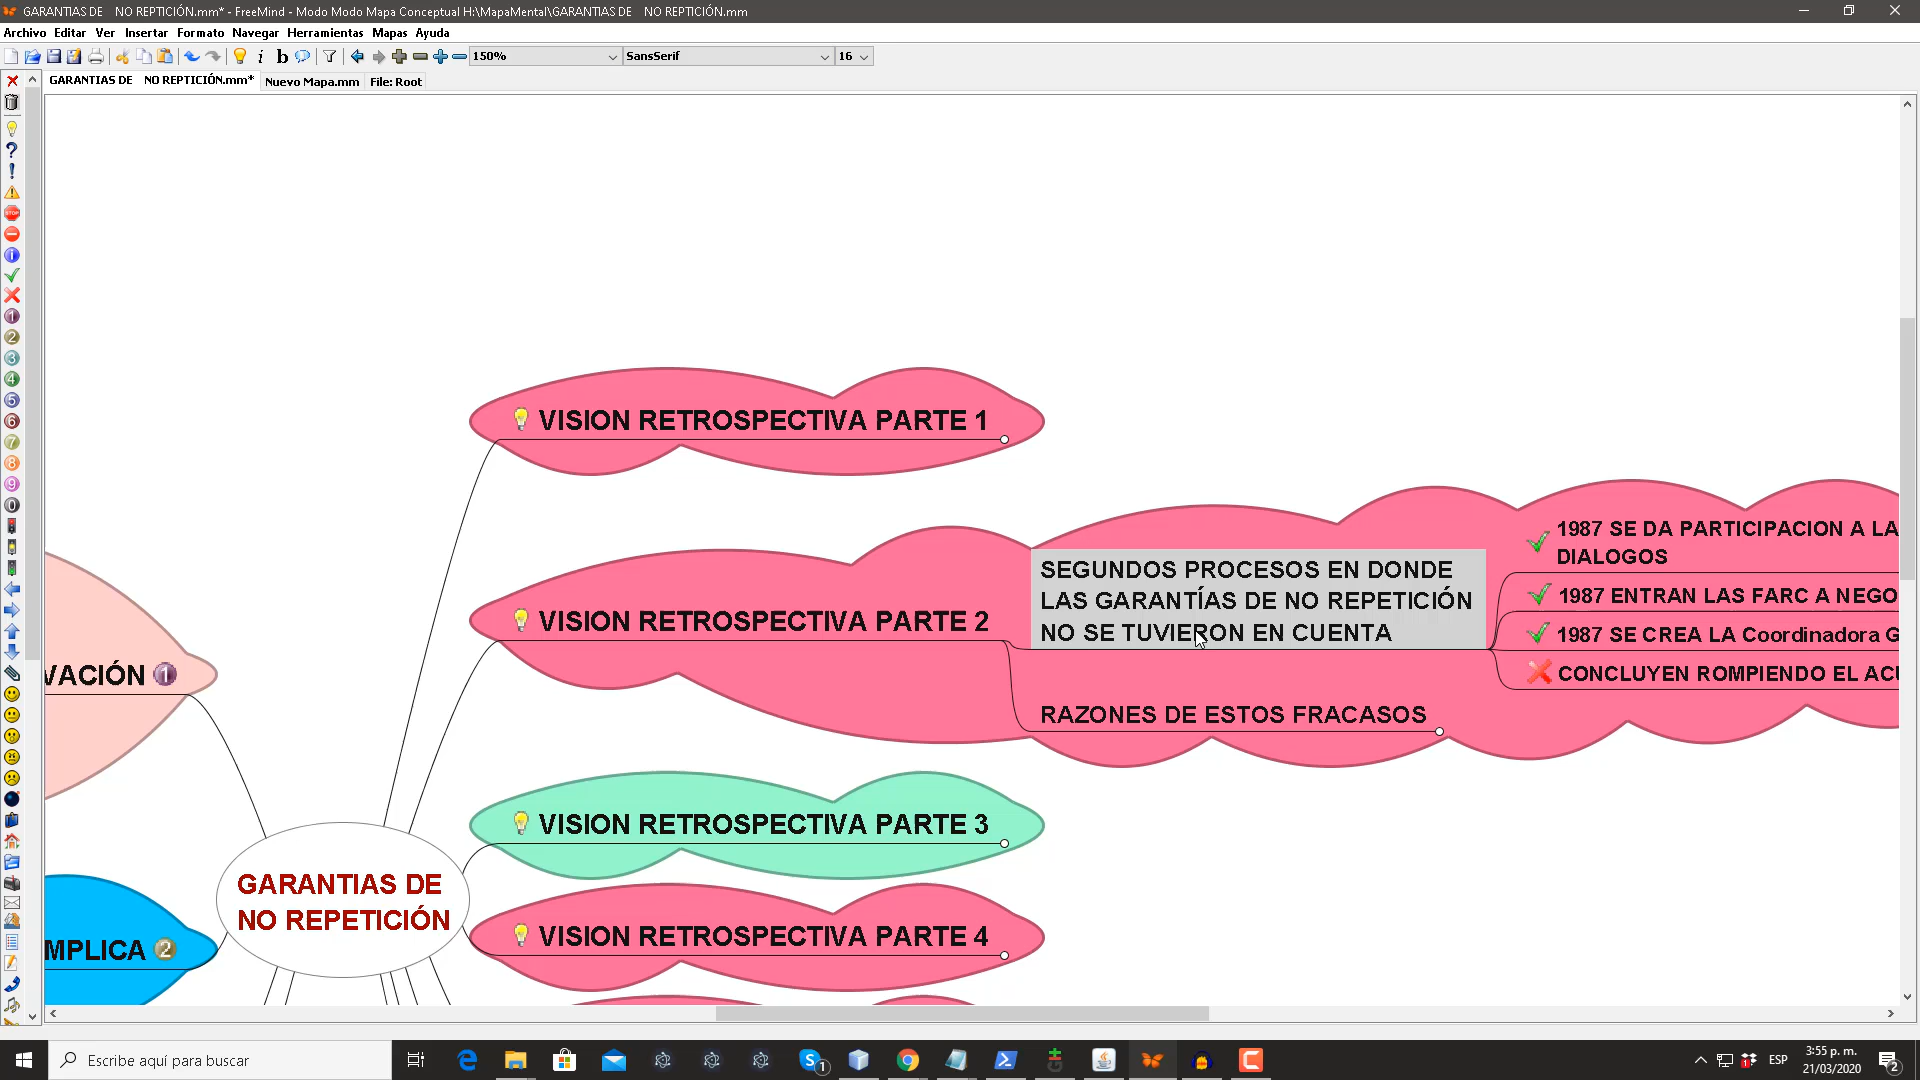 GARANTIAS DE NO REPTICIÓN.mm* - FreeMind - Modo Modo Mapa Conceptual H:\MapaMental\GARANTIAS DE NO REPTICIÓN.mm
Archivo Editar Ver Insertar Formato Navegar Herramientas Mapas Ayuda
150% SansSerif 16
GARANTIAS DE NO REPTICIÓN.mm* Nuevo Mapa.mm File: Root
VISION RETROSPECTIVA PARTE 1
1987 SE DA PARTICIPACION A LA
DIALOGOS
SEGUNDOS PROCESOS EN DONDE
LAS GARANTÍAS DE NO REPETICIÓN
NO SE TUVIERON EN CUENTA
1987 ENTRAN LAS FARC A NEGO
VISION RETROSPECTIVA PARTE 2
1987 SE CREA LA Coordinadora G
CONCLUYEN ROMPIENDO EL ACU
VACIÓN 1
RAZONES DE ESTOS FRACASOS
VISION RETROSPECTIVA PARTE 3
GARANTIAS DE
NO REPETICIÓN
VISION RETROSPECTIVA PARTE 4
MPLICA 2
Escribe aquí para buscar
ESP
3:55 p. m.
21/03/2020